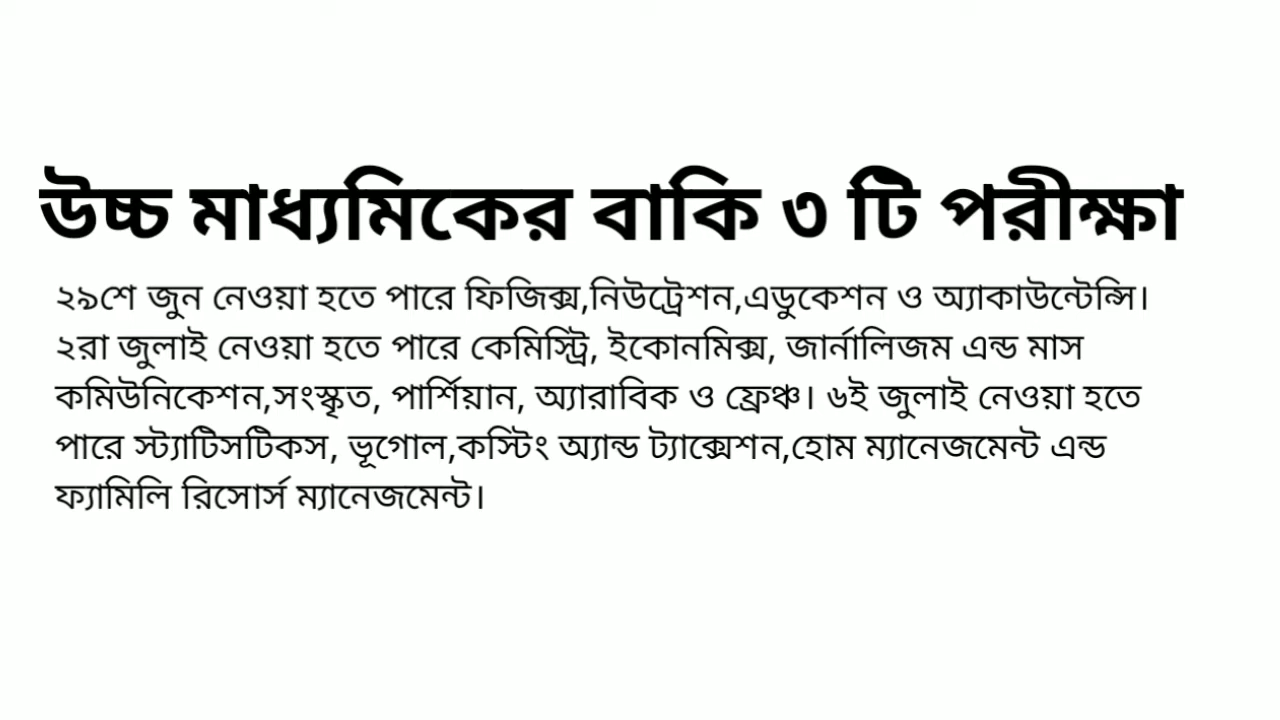 উচ্চ মাধ্যমিকের বাকি ৩ টি পরীক্ষা
২৯শে জুন নেওয়া হতে পারে ফিজিক্স,নিউট্রেশন,এডুকেশন ও অ্যাকাউন্টেন্সি।
২রা জুলাই নেওয়া হতে পারে কেমিস্ট্রি, ইকোনমিক্স, জার্নালিজম এন্ড মাস
কমিউনিকেশন,সংস্কৃত, পার্শিয়ান, অ্যারাবিক ও ফ্রেঞ্চ। ৬ই জুলাই নেওয়া হতে
পারে স্ট্যাটিসটিকস, ভূগোল,কস্টিং অ্যান্ড ট্যাক্সেশন,হোম ম্যানেজমেন্ট এন্ড
ফ্যামিলি রিসোর্স ম্যানেজমেন্ট।